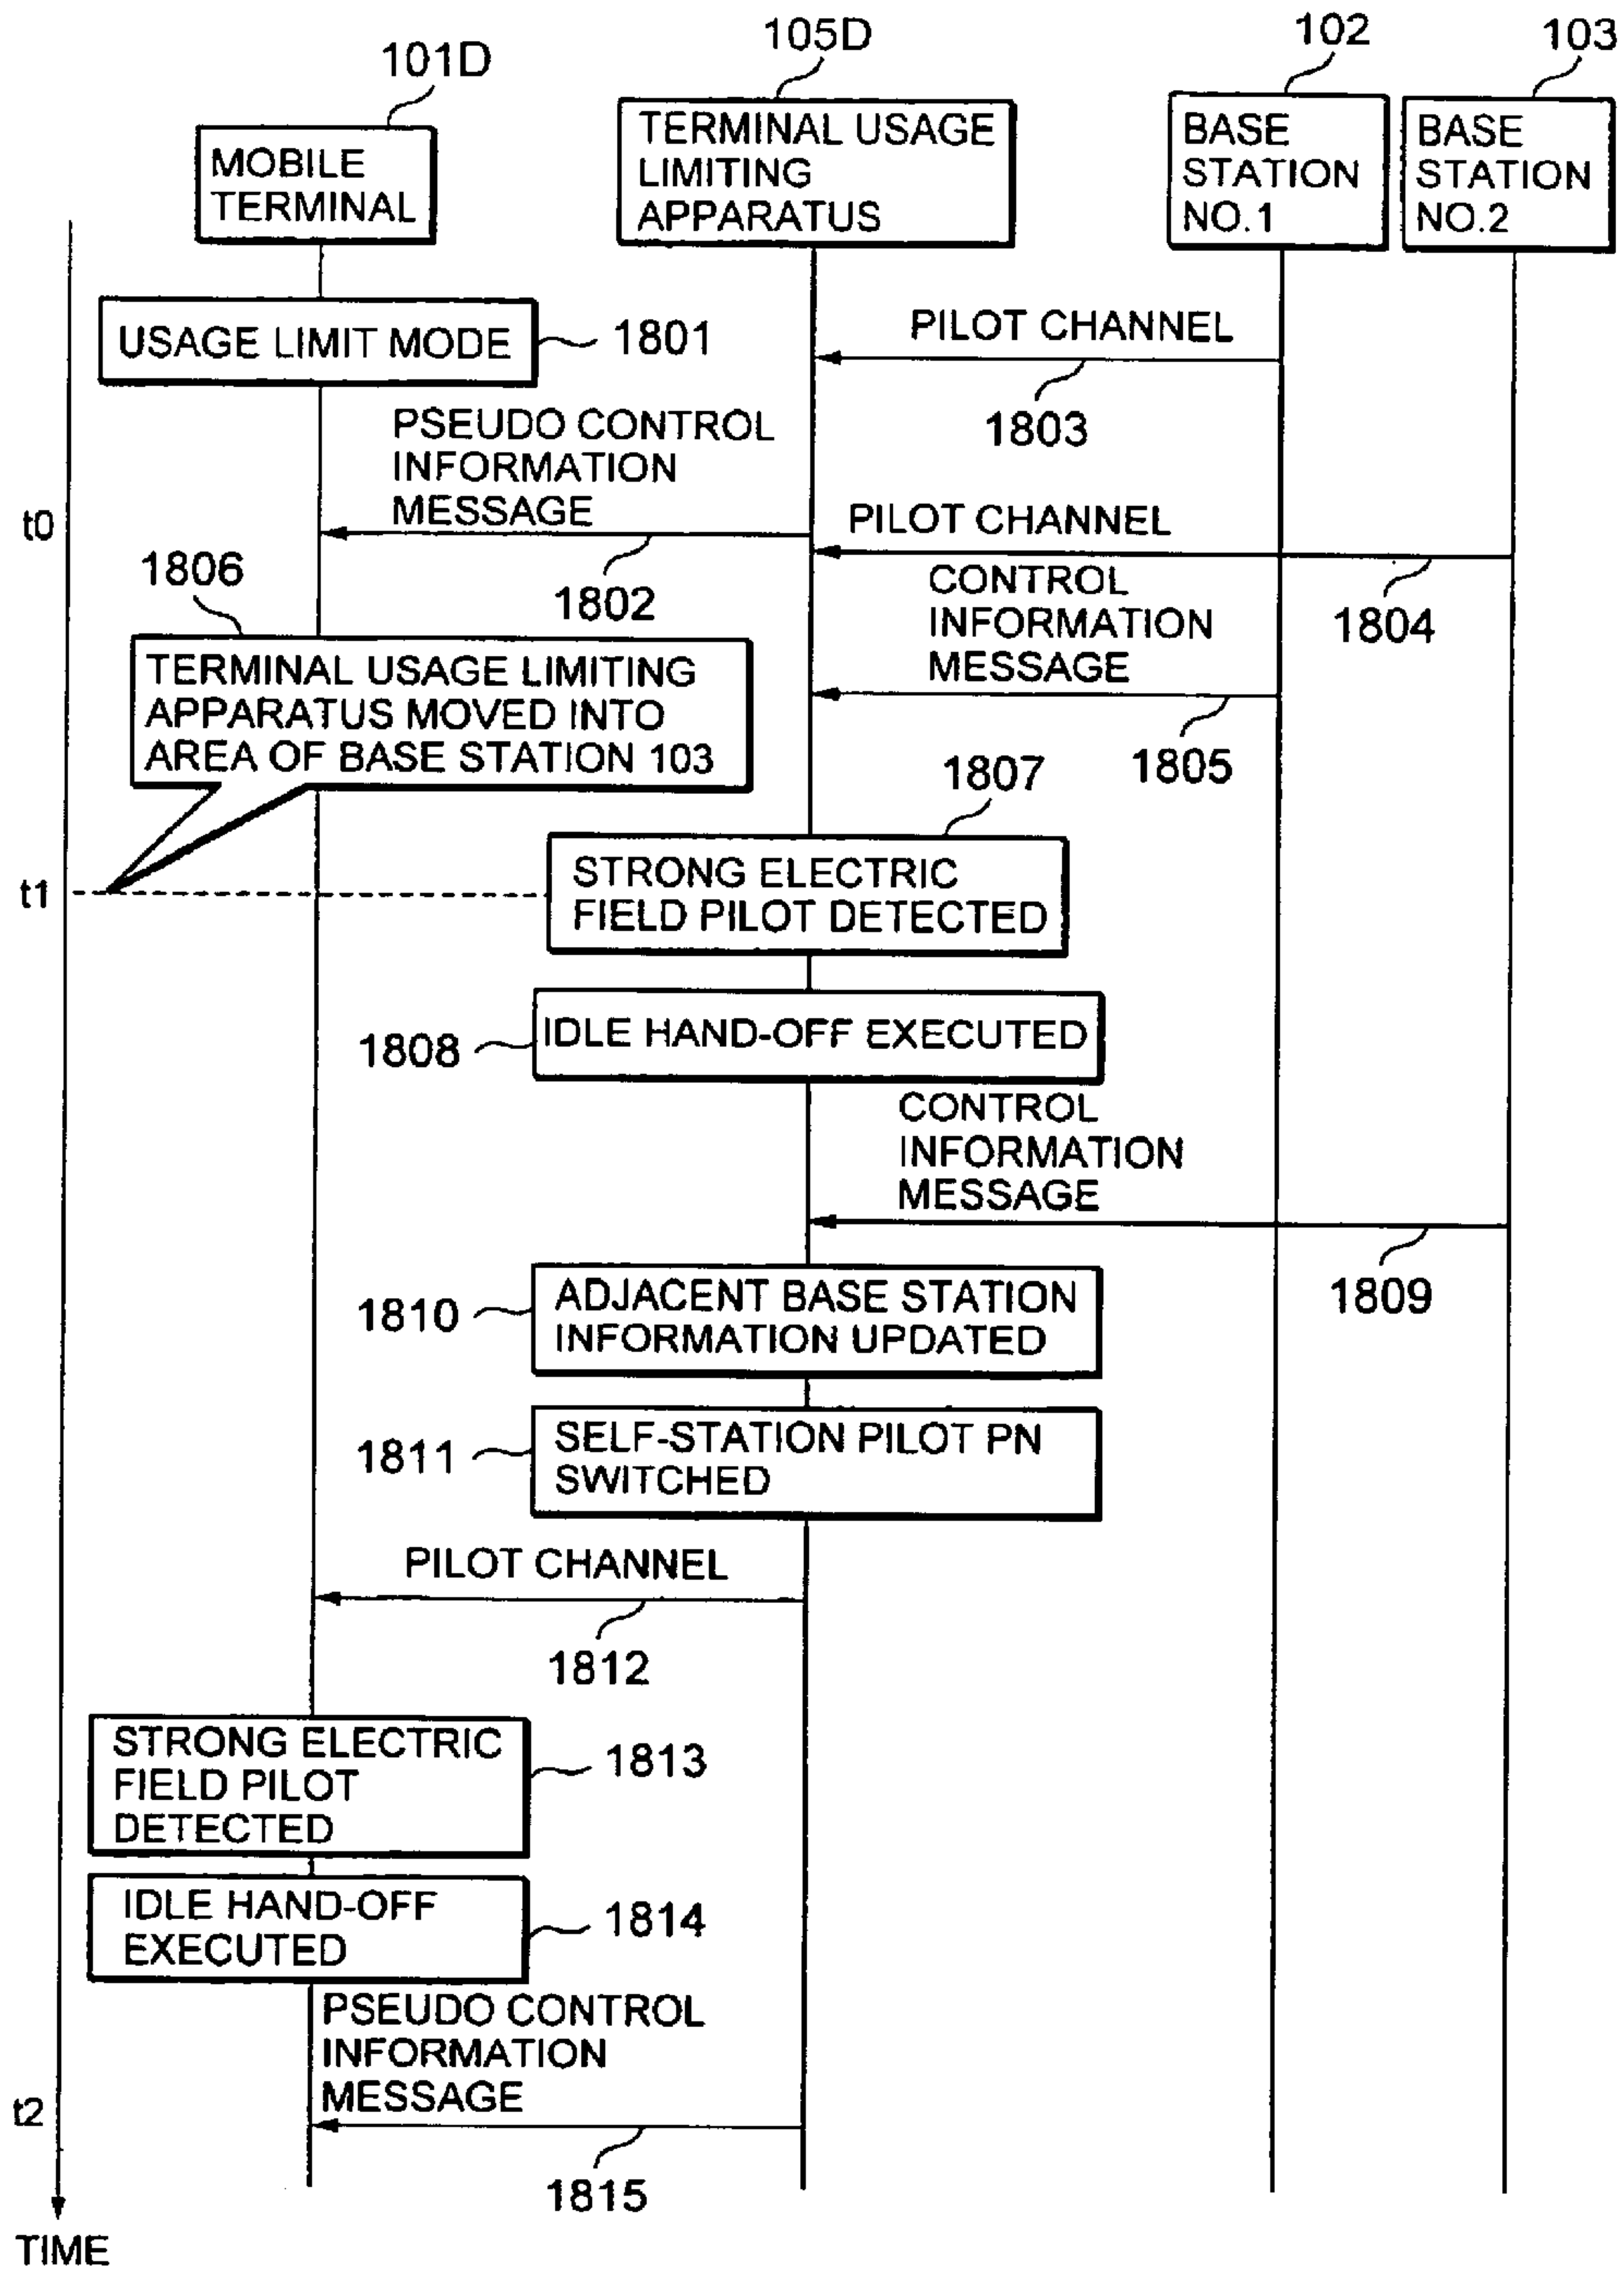 101D
105D
102
103
MOBILE
TERMINAL
TERMINAL USAGE
LIMITING
APPARATUS
BASE
STATION
NO.1
BASE
STATION
NO.2
USAGE LIMIT MODE
1801
PILOT CHANNEL
1803
PSEUDO CONTROL
INFORMATION
MESSAGE
t0
1802
PILOT CHANNEL
1804
1806
TERMINAL USAGE LIMITING
APPARATUS MOVED INTO
AREA OF BASE STATION 103
CONTROL
INFORMATION
MESSAGE
1805
1807
t1
STRONG ELECTRIC
FIELD PILOT DETECTED
1808
IDLE HAND-OFF EXECUTED
CONTROL
INFORMATION
MESSAGE
1809
1810
ADJACENT BASE STATION
INFORMATION UPDATED
1811
SELF-STATION PILOT PN
SWITCHED
PILOT CHANNEL
1812
STRONG ELECTRIC
FIELD PILOT
DETECTED
1813
IDLE HAND-OFF
EXECUTED
1814
PSEUDO CONTROL
INFORMATION
MESSAGE
t2
1815
TIME